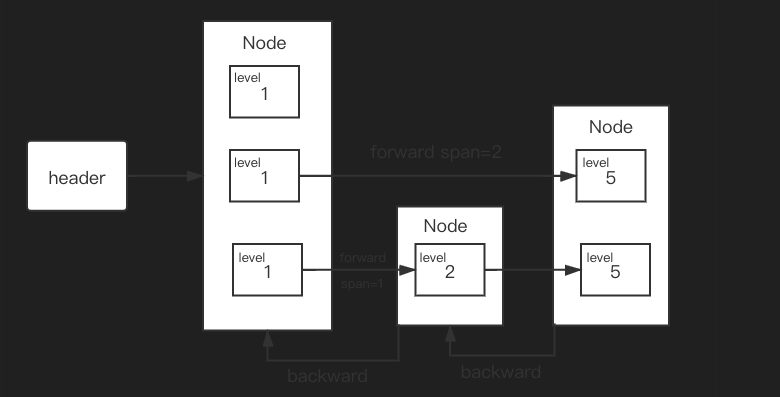 Node
level
1
header
level
1
forward span=2
Node
level
5
level
1
forward
span=1
Node
level
2
level
5
backward
backward